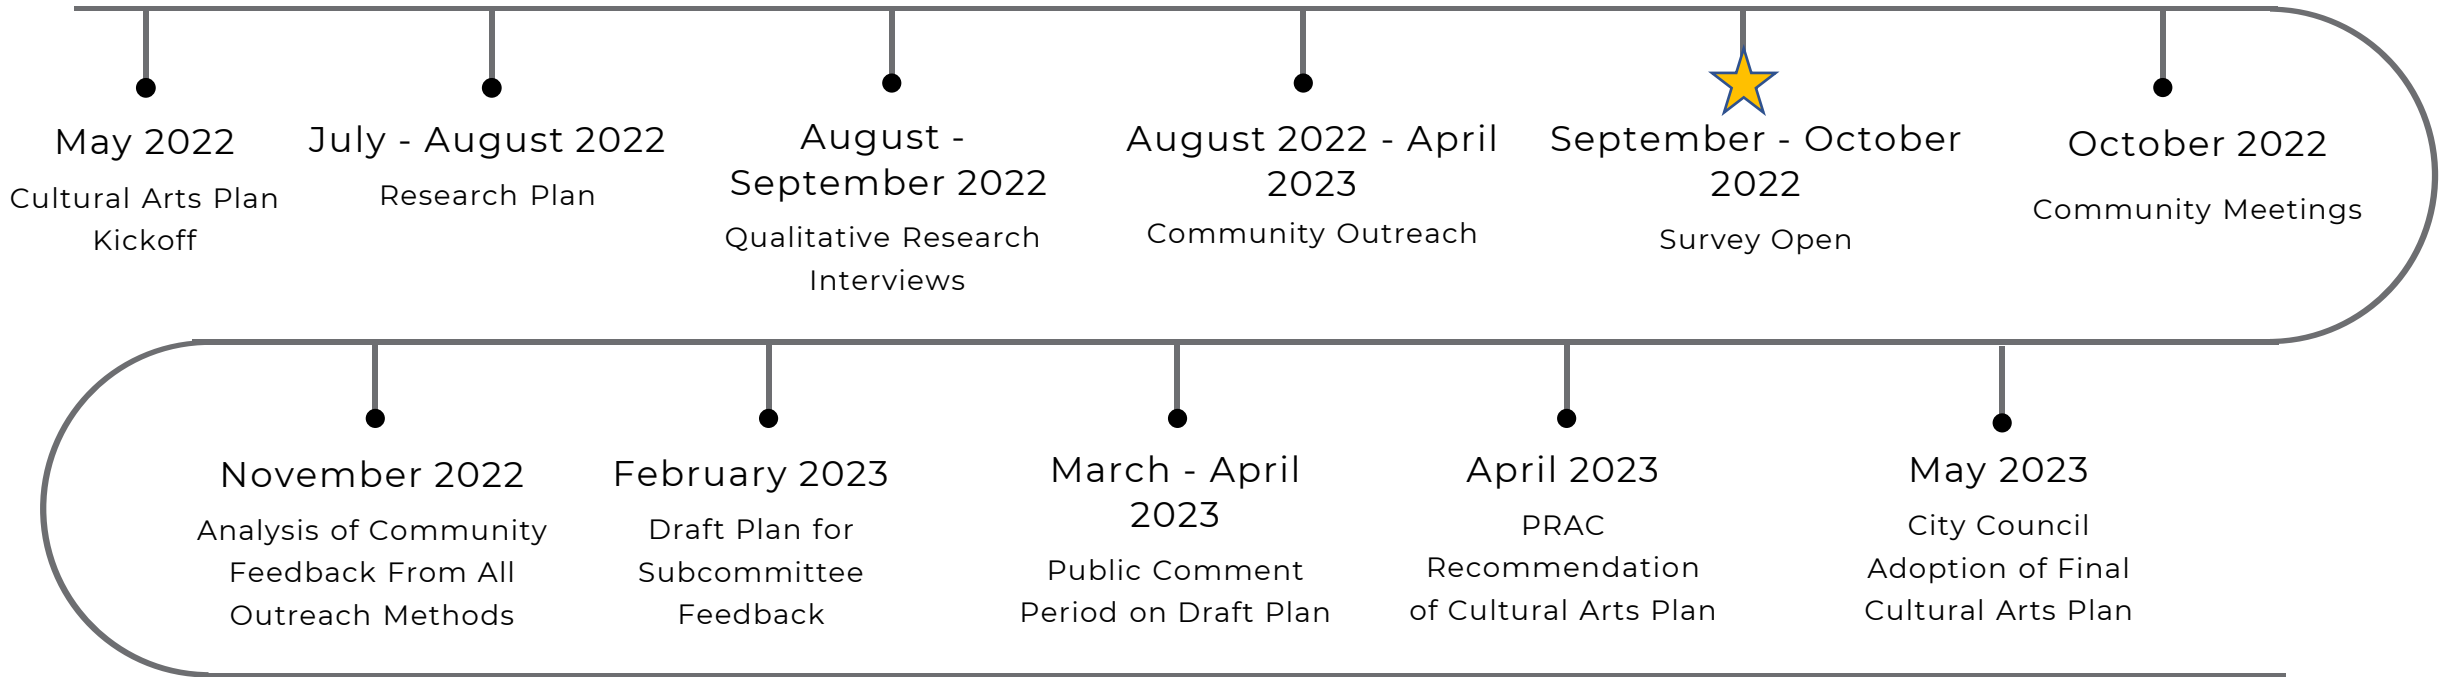 May 2022
Cultural Arts Plan
Kickoff
July - August 2022
Research Plan
August -
September 2022
Qualitative Research
Interviews
August 2022 - April
2023
Community Outreach
September - October
2022
Survey Open
October 2022
Community Meetings
November 2022
Analysis of Community
Feedback From All
Outreach Methods
February 2023
Draft Plan for
Subcommittee
Feedback
March - April
2023
Public Comment
Period on Draft Plan
April 2023
PRAC
Recommendation
of Cultural Arts Plan
May 2023
City Council
Adoption of Final
Cultural Arts Plan